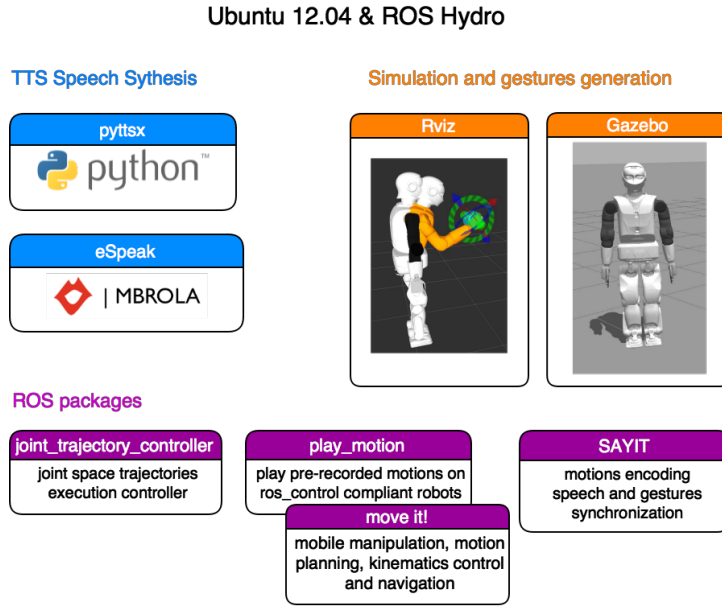 Ubuntu 12.04 & ROS Hydro
TTS Speech Sythesis
pyttsx
python™
eSpeak
| MBROLA
Simulation and gestures generation
Rviz
Gazebo
ROS packages
joint_trajectory_controller
joint space trajectories
execution controller
play_motion
play pre-recorded motions on
ros_control compliant robots
move it!
mobile manipulation, motion
planning, kinematics control
and navigation
SAYIT
motions encoding
speech and gestures
synchronization